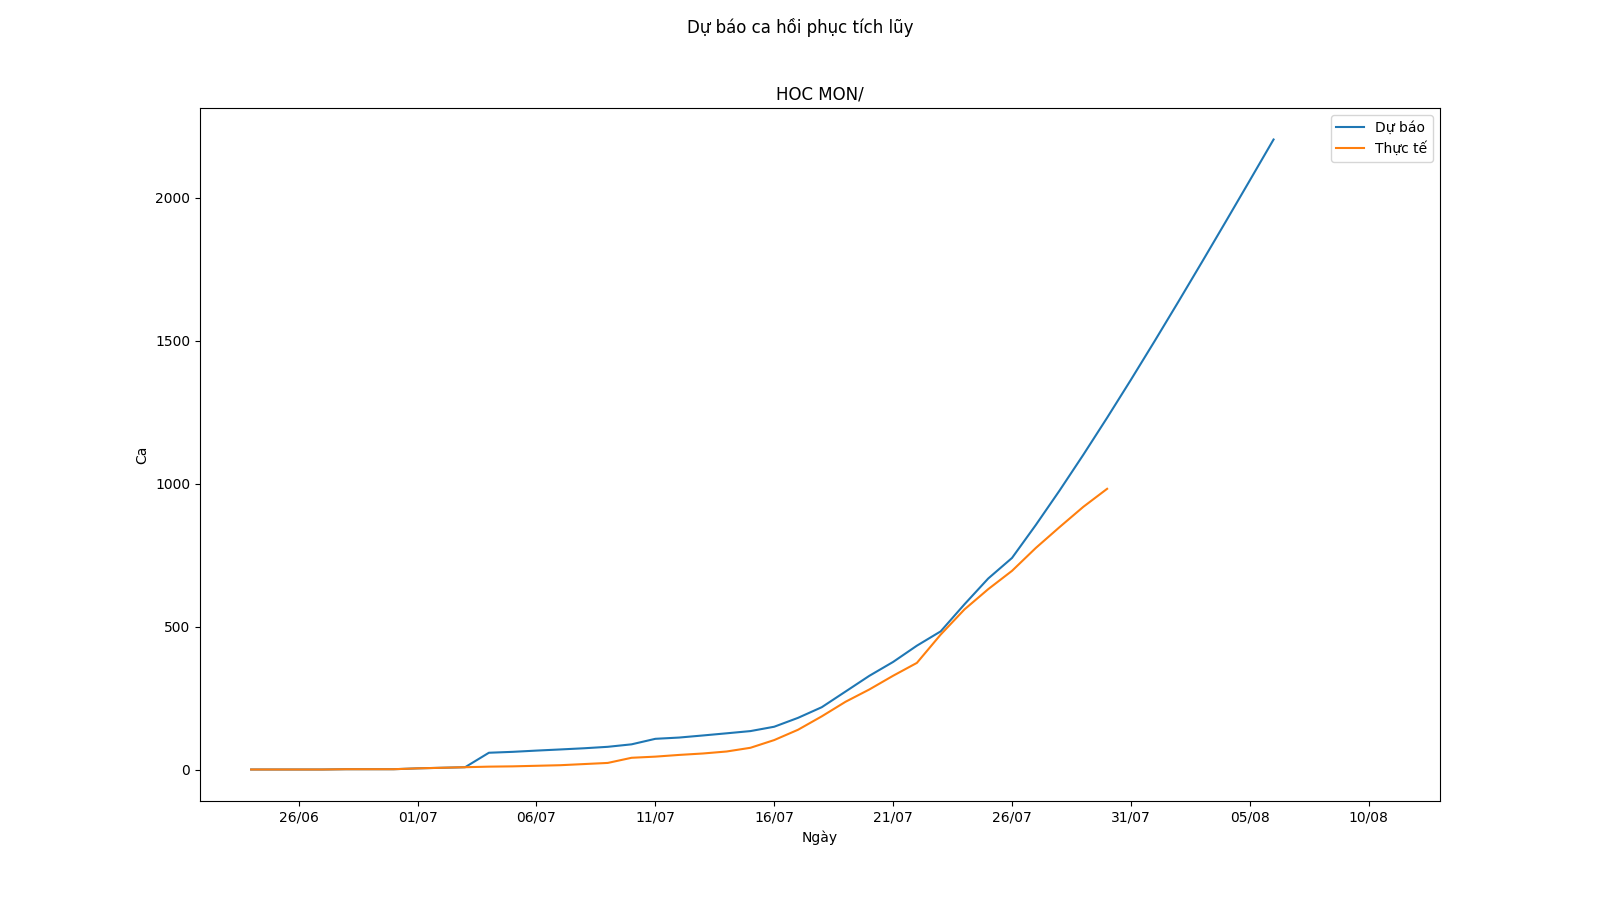 Dự báo ca hồi phục tích lũy
HOC MON/
Dự báo
Thực tế
2000
1500
1000
500
0
Ca
26/06
01/07
06/07
11/07
16/07
21/07
26/07
31/07
05/08
10/08
Ngày